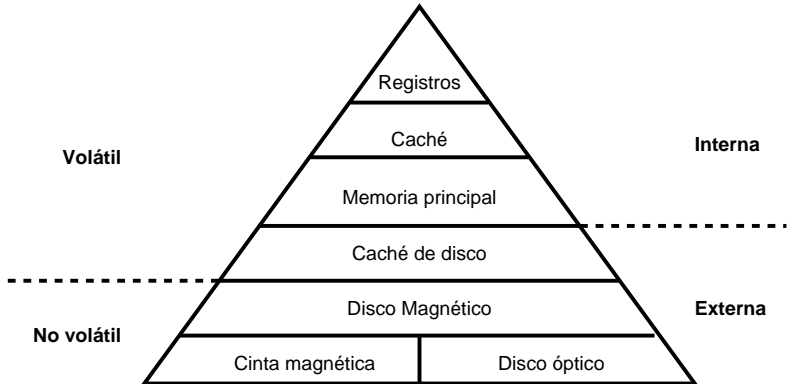 Registros
Caché
Volátil
Interna
Memoria principal
Caché de disco
Disco Magnético
Externa
No volátil
Cinta magnética
Disco óptico